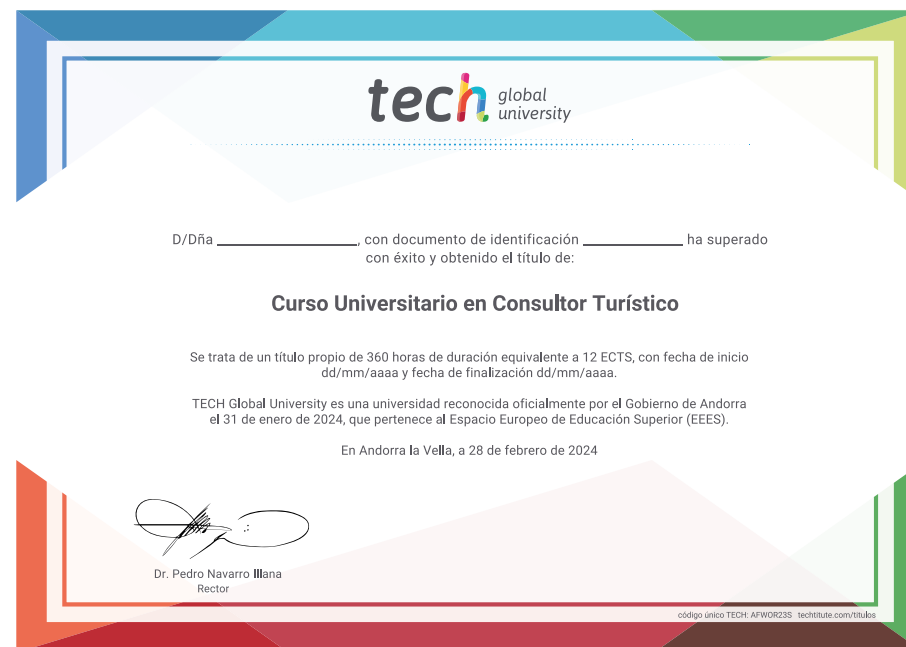 tech global university
D/Dña ____________________, con documento de identificación ______________ ha superado
con éxito y obtenido el título de:
Curso Universitario en Consultor Turístico
Se trata de un título propio de 360 horas de duración equivalente a 12 ECTS, con fecha de inicio
dd/mm/aaaa y fecha de finalización dd/mm/aaaa.
TECH Global University es una universidad reconocida oficialmente por el Gobierno de Andorra
el 31 de enero de 2024, que pertenece al Espacio Europeo de Educación Superior (EEES).
En Andorra la Vella, a 28 de febrero de 2024
Dr. Pedro Navarro Illana
Rector
código único TECH: AFWOR23S techtitute.com/titulos